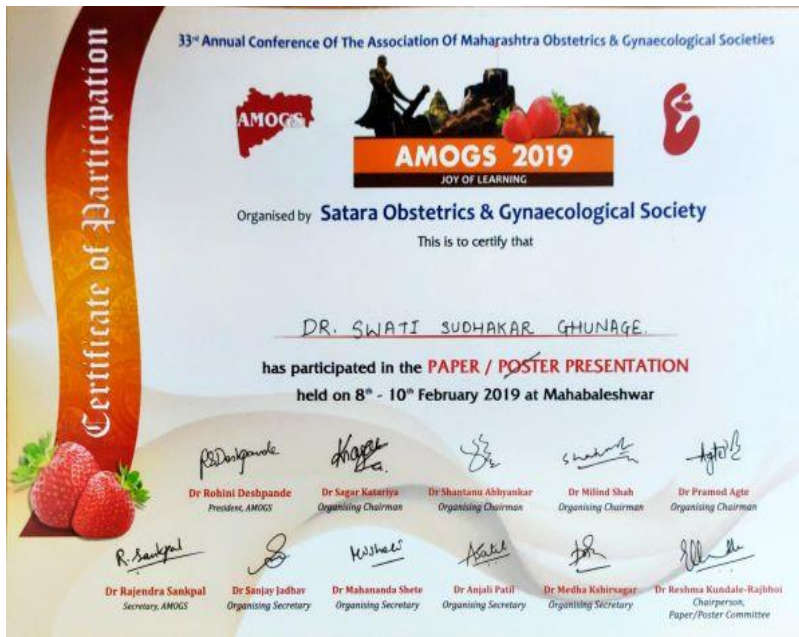 Certificate of Participation
33rd Annual Conference Of The Association Of Maharashtra Obstetrics & Gynaecological Societies
AMOGS
AMOGS 2019
JOY OF LEARNING
Organised by Satara Obstetrics & Gynaecological Society
This is to certify that
DR. SWATI SUDHAKAR GHUNAGE.
has participated in the PAPER / POSTER PRESENTATION
held on 8th - 10th February 2019 at Mahabaleshwar
RSDeshpande
Dr Rohini Deshpande Dr Sagar Katariya Dr Shantanu Abhyankar Dr Milind Shah Dr Pramod Agte
President, AMOGS Organising Chairman Organising Chairman Organising Chairman Organising Chairman
R. Sankpal
Dr Rajendra Sankpal Dr Sanjay Jadhav Dr Mahananda Shete Dr Anjali Patil Dr Medha Kshirsagar Dr Reshma Kundale-Rajbhoi
Secretary, AMOGS Organising Secretary Organising Secretary Organising Secretary Organising Secretary Chairperson,
Paper/Poster Committee